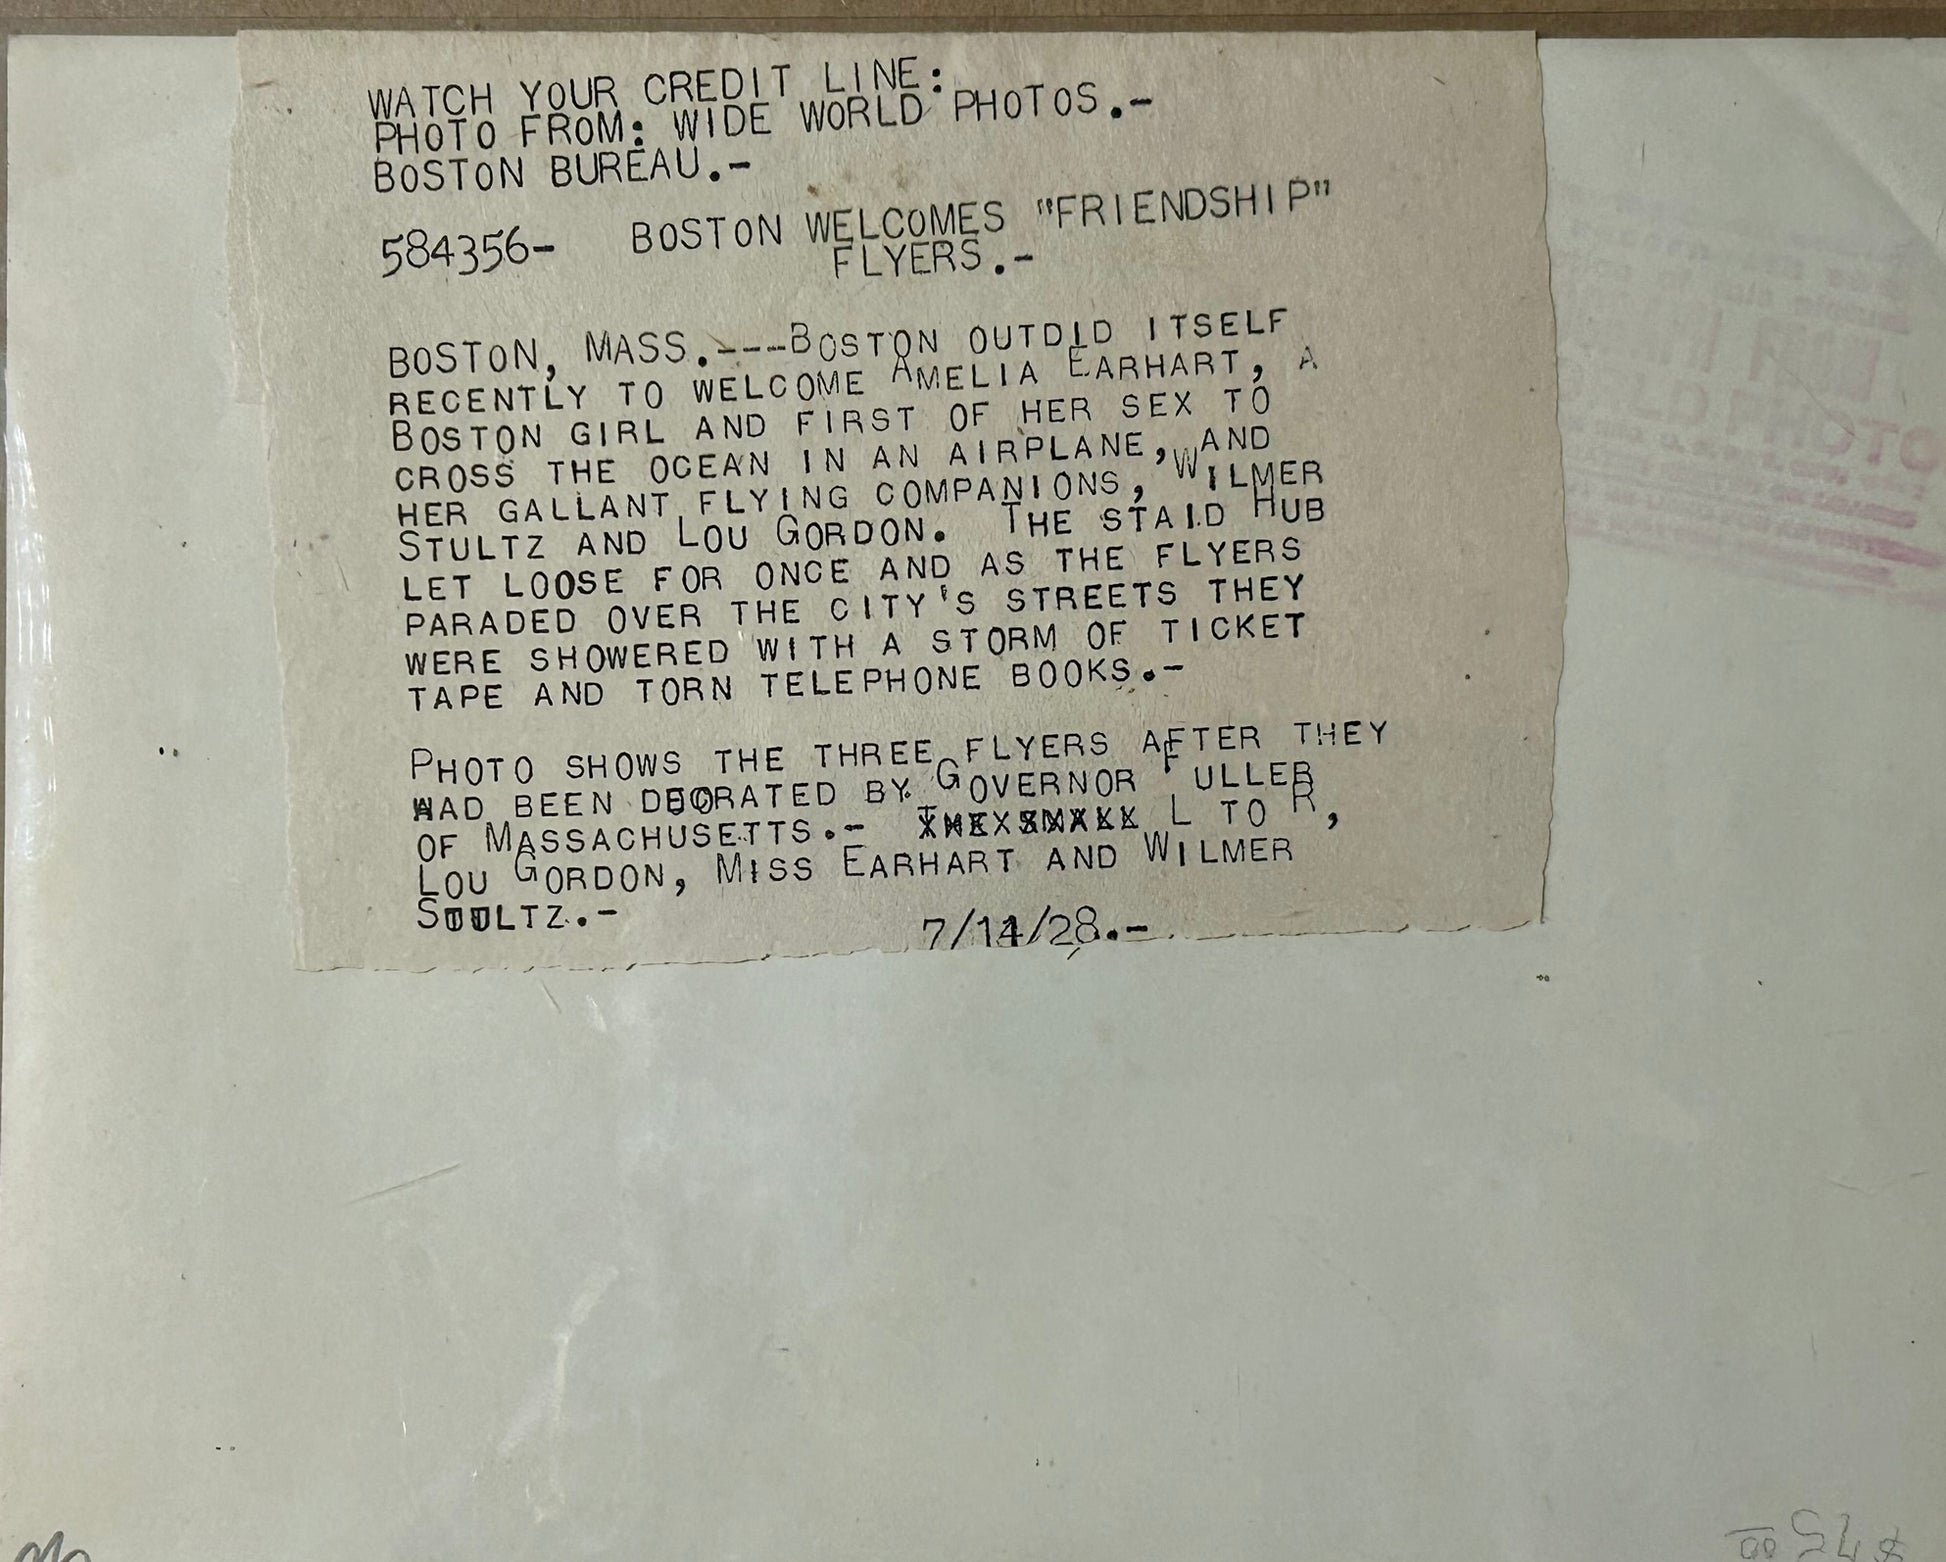 WATCH YOUR CREDIT LINE:
PHOTO FROM: WIDE WORLD PHOTOS.-
BOSTON BUREAU.-
584356- BOSTON WELCOMES "FRIENDSHIP"
FLYERS.-
BOSTON, MASS.---BOSTON OUTDID ITSELF
RECENTLY TO WELCOME AMELIA EARHART, A
BOSTON GIRL AND FIRST OF HER SEX TO
CROSS THE OCEAN IN AN AIRPLANE, AND
HER GALLANT FLYING COMPANIONS, WILMER
STULTZ AND LOU GORDON. THE STAID HUB
LET LOOSE FOR ONCE AND AS THE FLYERS
PARADED OVER THE CITY'S STREETS THEY
WERE SHOWERED WITH A STORM OF TICKET
TAPE AND TORN TELEPHONE BOOKS.-
PHOTO SHOWS THE THREE FLYERS AFTER THEY
HAD BEEN DECORATED BY GOVERNOR FULLER
OF MASSACHUSETTS.- L TO R,
LOU GORDON, MISS EARHART AND WILMER
STULTZ.-
7/14/28.-